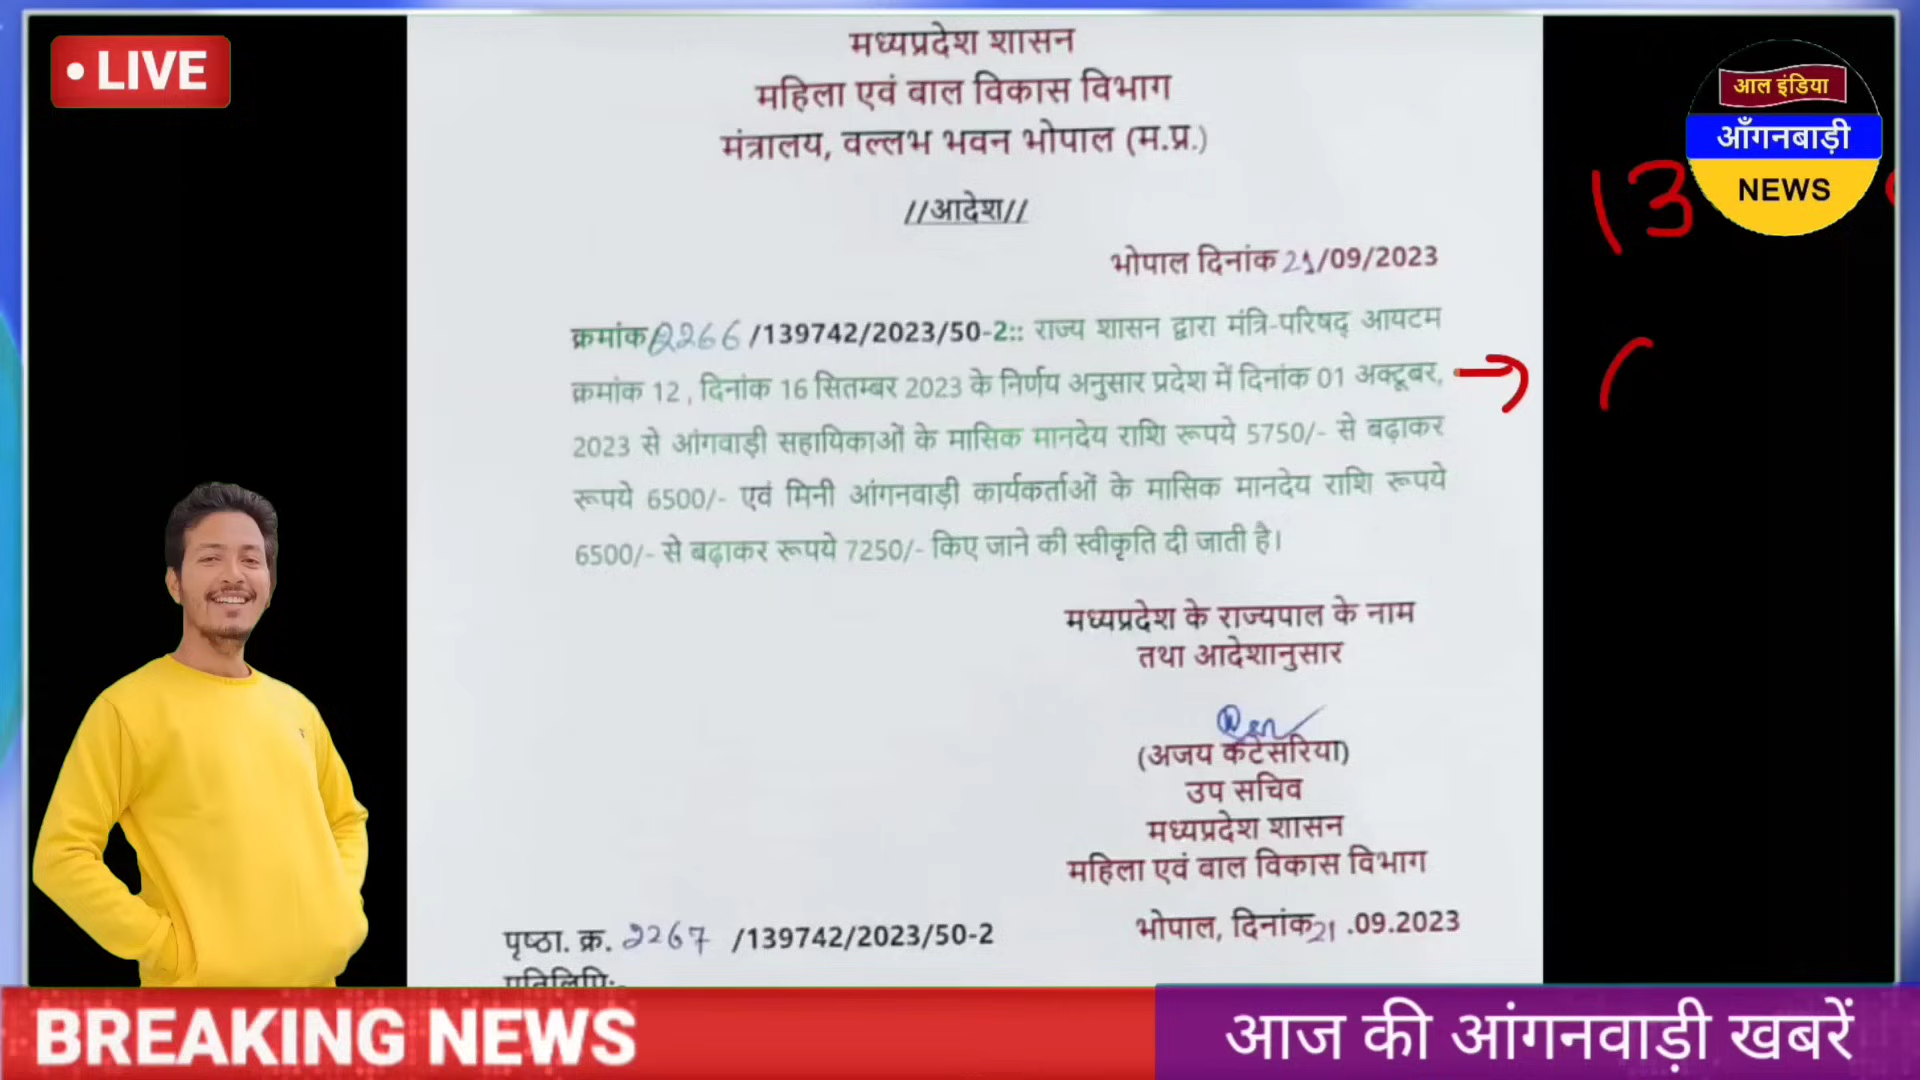 LIVE
मध्यप्रदेश शासन
महिला एवं बाल विकास विभाग
मंत्रालय, वल्लभ भवन भोपाल (म.प्र.)
//आदेश//
भोपाल दिनांक 21/09/2023
क्रमांक/2266/139742/2023/50-2:: राज्य शासन द्वारा मंत्रि-परिषद् आयटम
क्रमांक 12 , दिनांक 16 सितम्बर 2023 के निर्णय अनुसार प्रदेश में दिनांक 01 अक्टूबर,
2023 से आंगवाड़ी सहायिकाओं के मासिक मानदेय राशि रूपये 5750/- से बढ़ाकर
रूपये 6500/- एवं मिनी आंगनवाड़ी कार्यकर्ताओं के मासिक मानदेय राशि रूपये
6500/- से बढ़ाकर रूपये 7250/- किए जाने की स्वीकृति दी जाती है।
मध्यप्रदेश के राज्यपाल के नाम
तथा आदेशानुसार
(अजय कटेसरिया)
उप सचिव
मध्यप्रदेश शासन
महिला एवं बाल विकास विभाग
पृष्ठा. क्र. 2267 /139742/2023/50-2
भोपाल, दिनांक 21 .09.2023
प्रतिलिपि:-
आल इंडिया
आँगनबाड़ी
NEWS
13
BREAKING NEWS
आज की आंगनवाड़ी खबरें